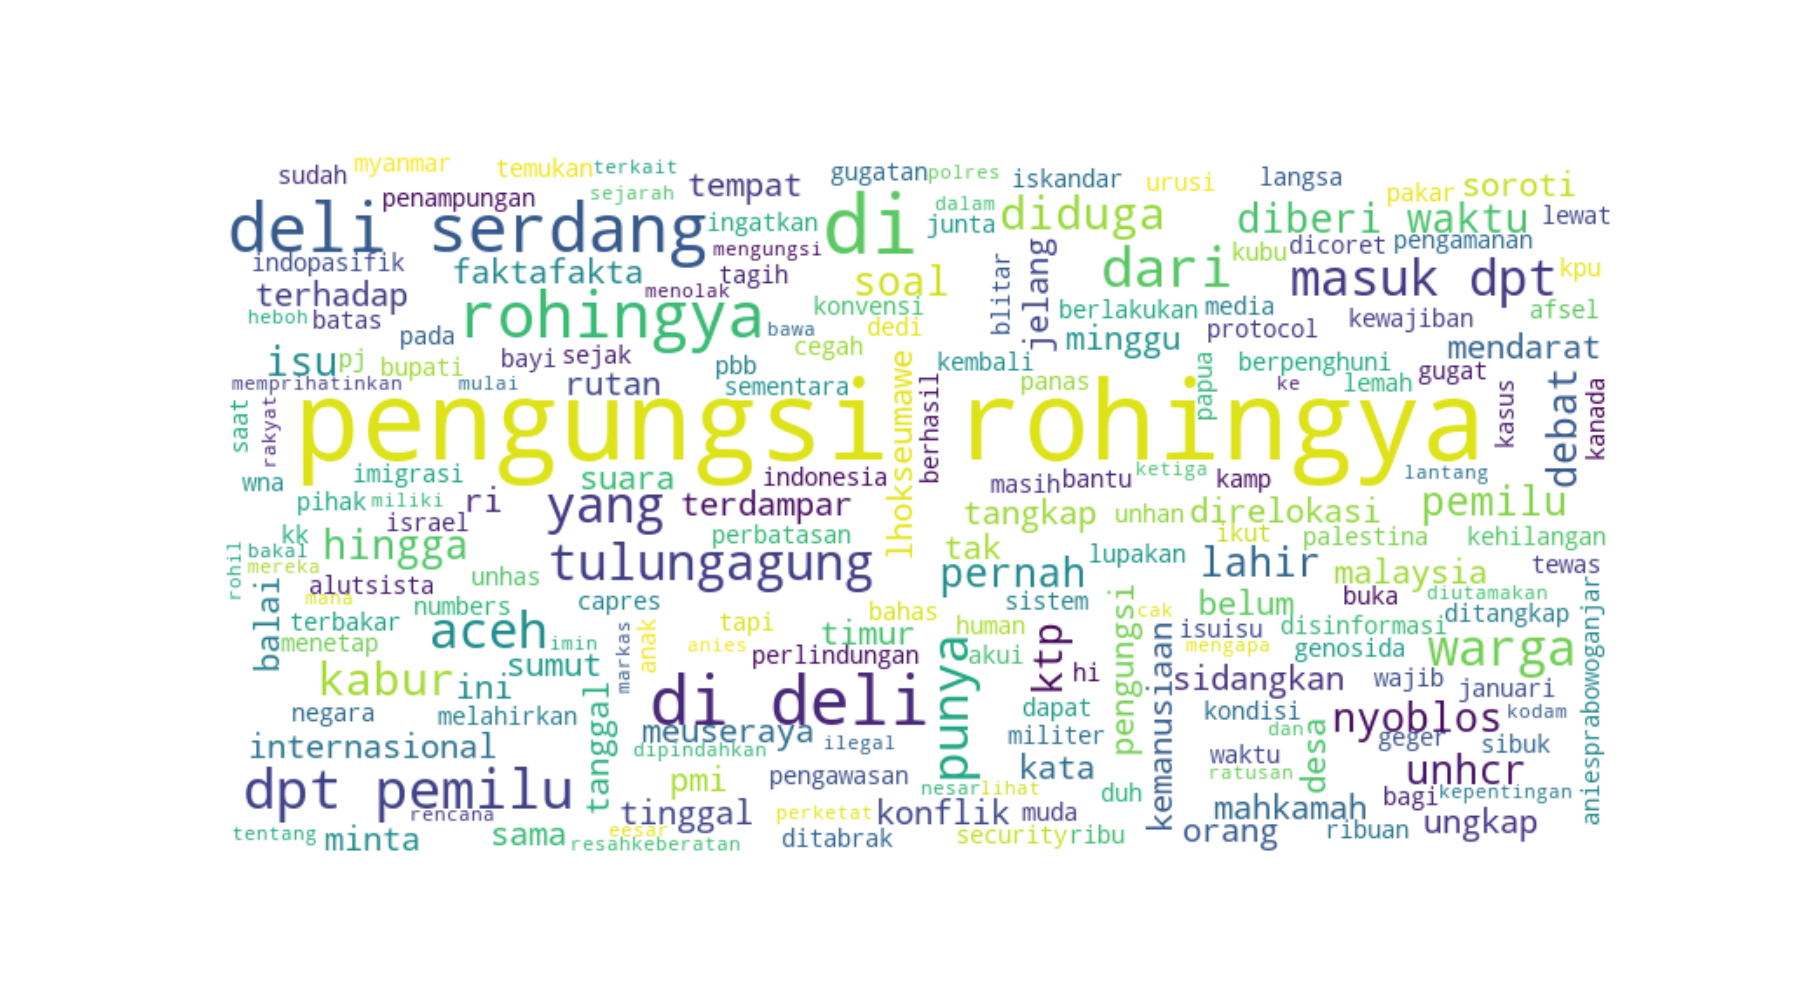 sudah myanmar temukan terkait gugatan polres iskandar urusi langsa pakar soroti
penampungan sejarah tempat dalam lewat
deli serdang ingatkan di junta diduga diberi waktu
indopasifik faktafakta mengungsi tagih soal blitar jelang dari kubu dicoret pengamanan
terhadap menolak masuk dpt kpu
heboh batas rohingya konvensi berlakukan media afsel
pada bawa dedi minggu protocol kewajiban
isu pj bupati bayi sejak cegah kembali papua berpenghuni mendarat
memprihatinkan mulai rutan pbb sementara panas ke lemah gugat
saat rakyat pengungsi rohingya lhokseumawe berhasil kasus debat kanada
wna imigrasi suara indonesia masih bantu ketiga kamp lantang
pihak miliki ri yang terdampar tangkap unhan direlokasi pemilu
israel perbatasan ikut palestina kehilangan
kk hingga tulungagung tak lupakan lahir tewas
rohil bakal mereka alutsista unhas pernah malaysia
balai maha numbers capres bahas sistem pengungsi belum buka diutamakan
terbakar aceh imin markas anak tapi timur human cak isuisu disinformasi ditangkap
menetap sumut anies perlindungan punya akui ktp mengapa genosida warga
kabur ini di deli hi kemanusiaan sidangkan wajib januari aniesprabowoganjar
negara melahirkan tanggal meuseraya dapat kondisi nyoblos kodam
internasional dipindahkan ilegal militer dan desa geger sibuk
dpt pemilu pmi pengawasan kata waktu ratusan unhcr
rencana tinggal nesar lihat duh mahkamah bagi kepentingan
tentang minta sama eesar perketat konflik muda orang ribuan ungkap
resahkeberatan ditabrak security ribu